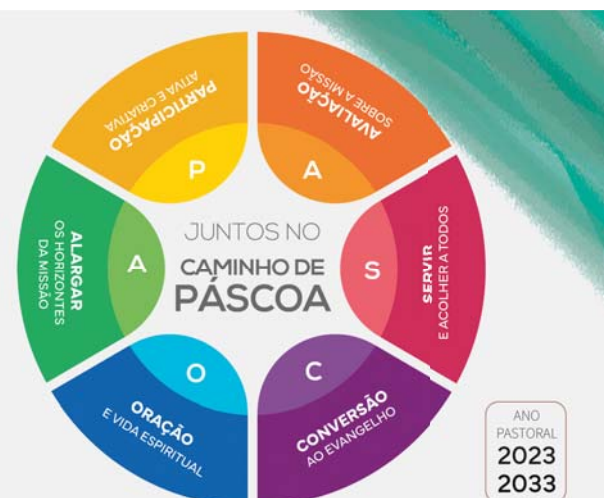 PARTICIPAÇÃO
ATIVA E CRIATIVA
P
AVALIAÇÃO
SOBRE A MISSÃO
A
SERVIR
E ACOLHER A TODOS
S
CONVERSÃO
AO EVANGELHO
C
ORAÇÃO
E VIDA ESPIRITUAL
O
ALARGAR
OS HORIZONTES
DA MISSÃO
A
JUNTOS NO
CAMINHO DE
PÁSCOA
ANO
PASTORAL
2023
2033